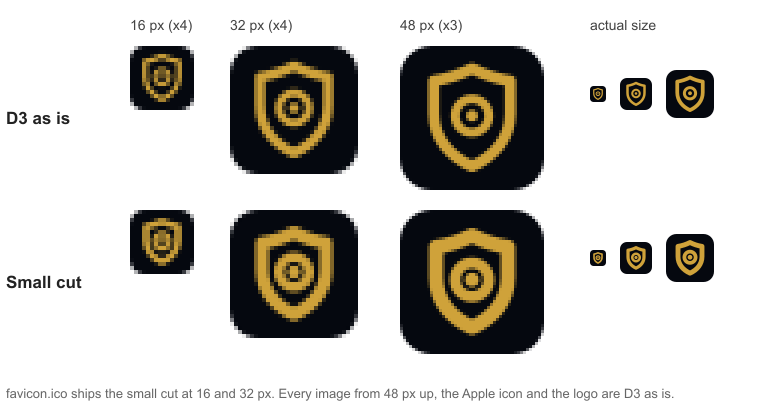 16 px (x4) 32 px (x4) 48 px (x3) actual size
D3 as is
Small cut
favicon.ico ships the small cut at 16 and 32 px. Every image from 48 px up, the Apple icon and the logo are D3 as is.